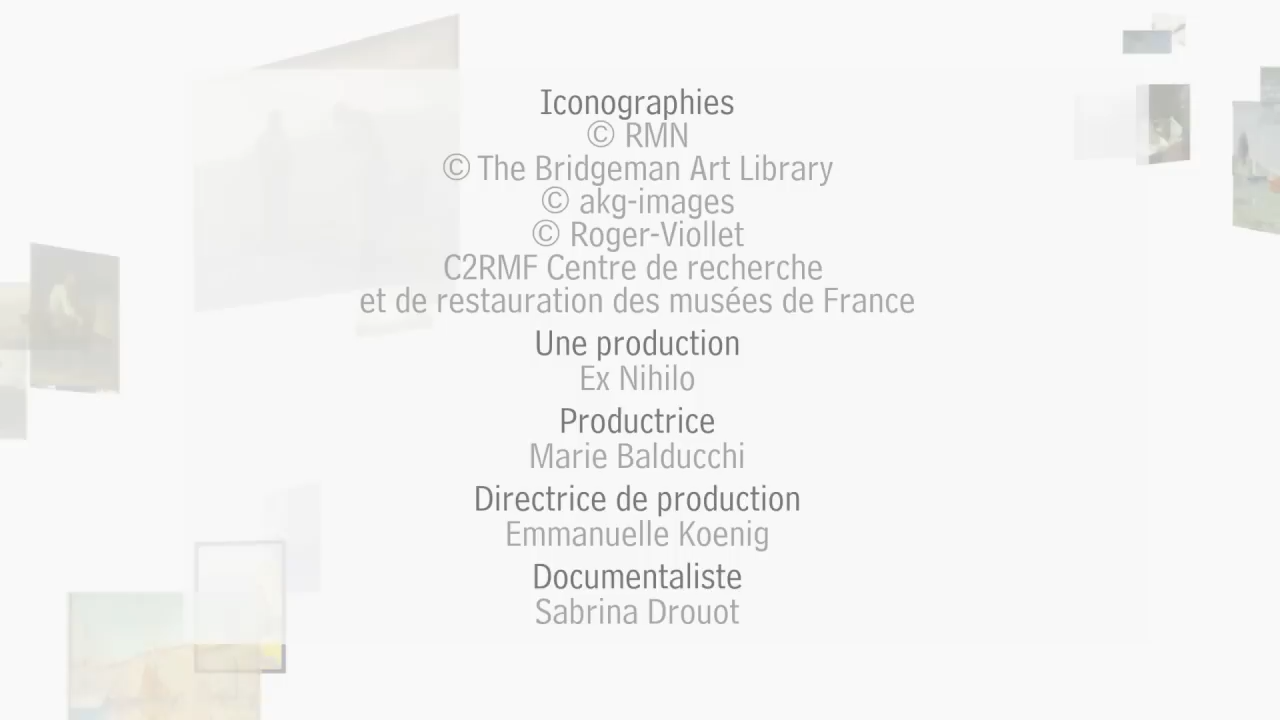 Iconographies
© RMN
© The Bridgeman Art Library
© akg-images
© Roger-Viollet
C2RMF Centre de recherche
et de restauration des musées de France
Une production
Ex Nihilo
Productrice
Marie Balducchi
Directrice de production
Emmanuelle Koenig
Documentaliste
Sabrina Drouot